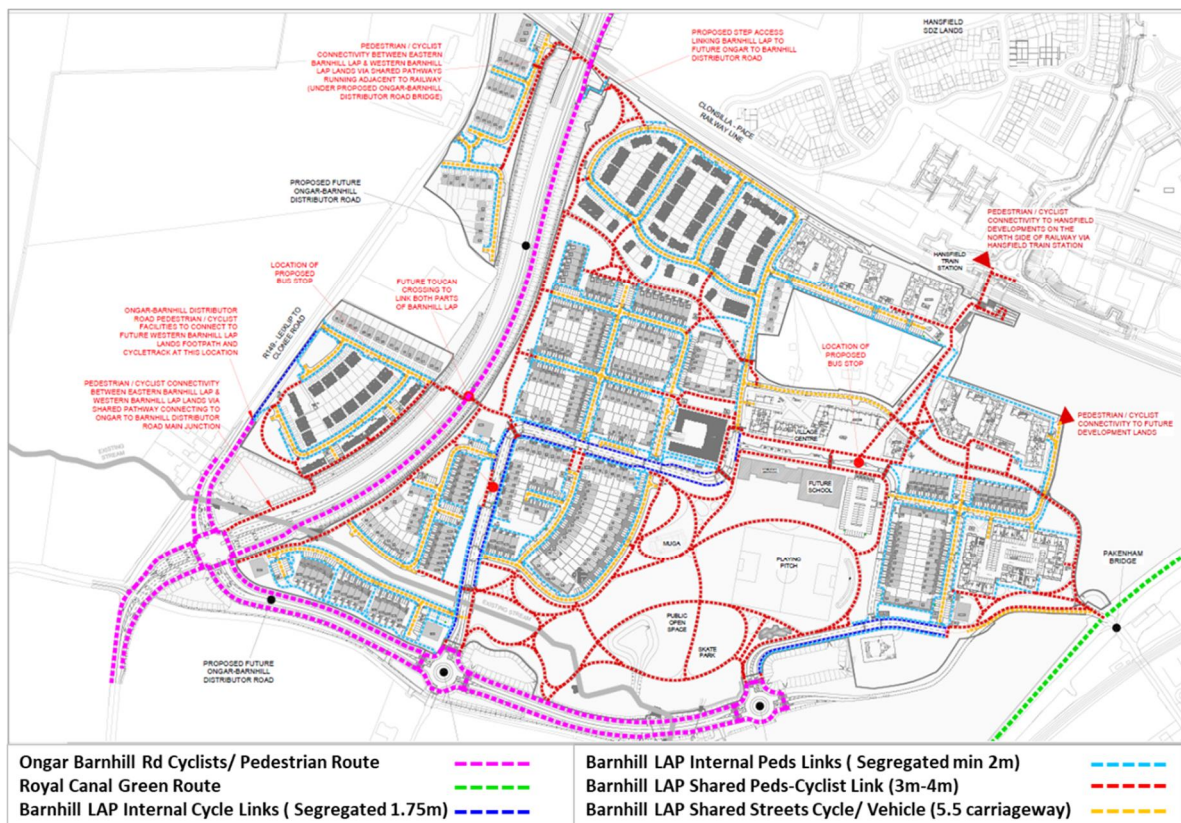 HANSFIELD
SDZ LANDS
PROPOSED STEP ACCESS
LINKING BARNHILL LAP TO
FUTURE ONGAR TO BARNHILL
DISTRIBUTOR ROAD
PEDESTRIAN / CYCLIST
CONNECTIVITY BETWEEN EASTERN
BARNHILL LAP & WESTERN BARNHILL
LAP LANDS VIA SHARED PATHWAYS
RUNNING ADJACENT TO RAILWAY
(UNDER PROPOSED ONGAR-BARNHILL
DISTRIBUTOR ROAD BRIDGE)
CLONSILLA - PACE
RAILWAY LINE
PROPOSED FUTURE
ONGAR-BARNHILL
DISTRIBUTOR ROAD
PEDESTRIAN / CYCLIST
CONNECTIVITY TO HANSFIELD
DEVELOPMENTS ON THE
NORTH SIDE OF RAILWAY VIA
HANSFIELD TRAIN STATION
HANSFIELD
TRAIN
STATION
LOCATION OF
PROPOSED
BUS STOP
FUTURE TOUCAN
CROSSING TO
LINK BOTH PARTS
OF BARNHILL LAP
ONGAR-BARNHILL DISTRIBUTOR
ROAD PEDESTRIAN / CYCLIST
FACILITIES TO CONNECT TO
FUTURE WESTERN BARNHILL LAP
LANDS FOOTPATH AND
CYCLETRACK AT THIS LOCATION
R149 - LEIXLIP TO
CLONEE ROAD
LOCATION OF
PROPOSED
BUS STOP
PEDESTRIAN / CYCLIST CONNECTIVITY
BETWEEN EASTERN BARNHILL LAP &
WESTERN BARNHILL LAP LANDS VIA
SHARED PATHWAY CONNECTING TO
ONGAR TO BARNHILL DISTRIBUTOR
ROAD MAIN JUNCTION
PEDESTRIAN / CYCLIST
CONNECTIVITY TO FUTURE
DEVELOPMENT LANDS
EXISTING
STREAM
VILLAGE
CENTRE
FUTURE
SCHOOL
MUGA
PLAYING
PITCH
PAKENHAM
BRIDGE
EXISTING STREAM
PUBLIC
OPEN
SPACE
SKATE
PARK
PROPOSED FUTURE
ONGAR-BARNHILL
DISTRIBUTOR ROAD
Ongar Barnhill Rd Cyclists/ Pedestrian Route
Royal Canal Green Route
Barnhill LAP Internal Cycle Links ( Segregated 1.75m)
Barnhill LAP Internal Peds Links ( Segregated min 2m)
Barnhill LAP Shared Peds-Cyclist Link (3m-4m)
Barnhill LAP Shared Streets Cycle/ Vehicle (5.5 carriageway)